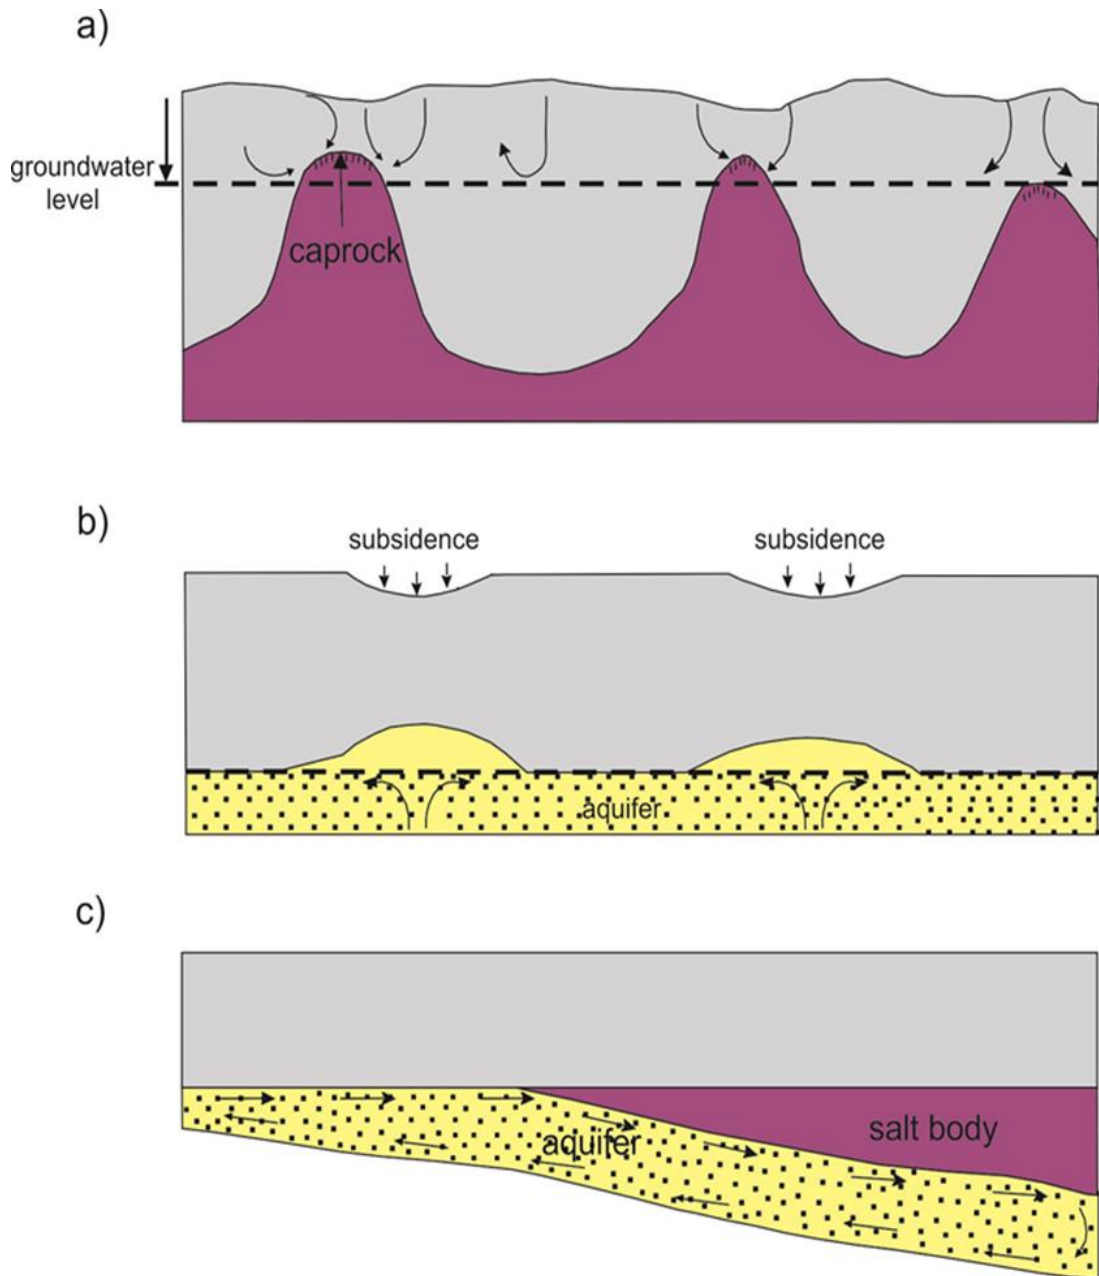 a)
groundwater
level
caprock
b)
subsidence
subsidence
aquifer
c)
salt body
aquifer